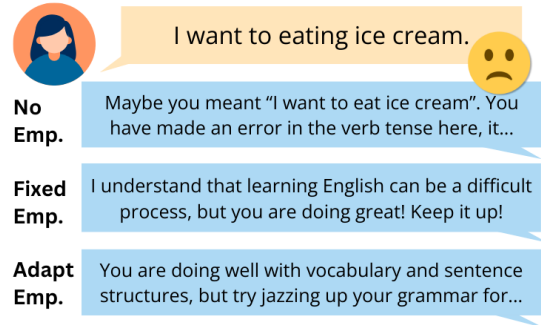 I want to eating ice cream.
No
Emp.
Maybe you meant “I want to eat ice cream”. You
have made an error in the verb tense here, it...
Fixed
Emp.
I understand that learning English can be a difficult
process, but you are doing great! Keep it up!
Adapt
Emp.
You are doing well with vocabulary and sentence
structures, but try jazzing up your grammar for...